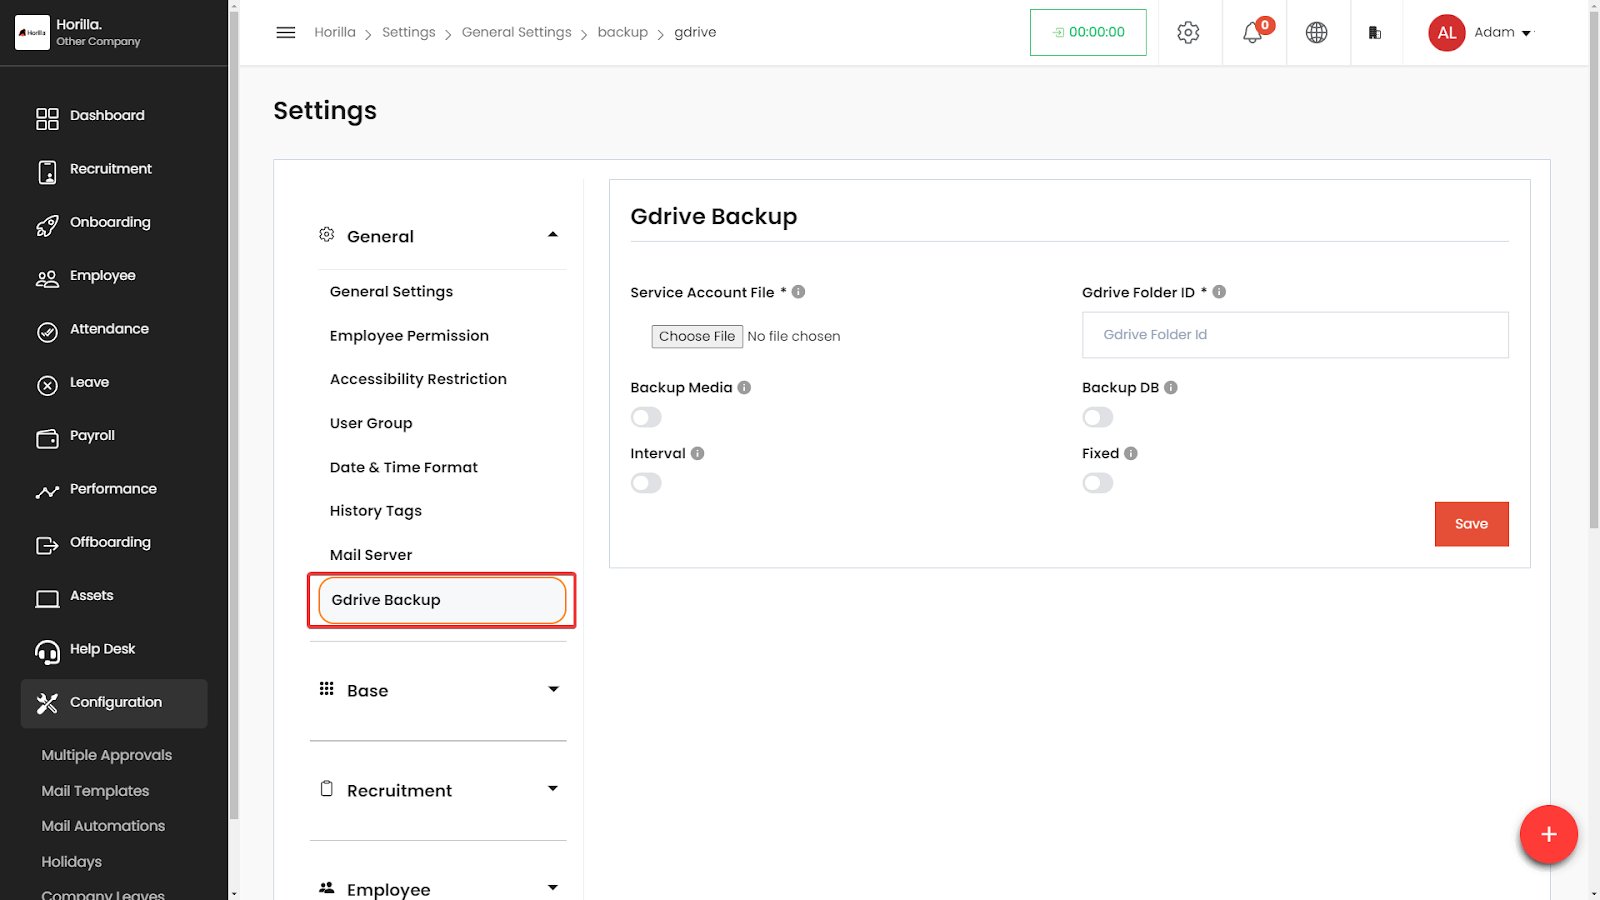 Horilla
Horilla.
Other Company
Dashboard
Recruitment
Onboarding
Employee
Attendance
Leave
Payroll
Performance
Offboarding
Assets
Help Desk
Configuration
Multiple Approvals
Mail Templates
Mail Automations
Holidays
Company Leaves
Horilla > Settings > General Settings > backup > gdrive
00:00:00
0
AL
Adam
Settings
General
General Settings
Employee Permission
Accessibility Restriction
User Group
Date & Time Format
History Tags
Mail Server
Gdrive Backup
Base
Recruitment
Employee
Gdrive Backup
Service Account File *
Choose File No file chosen
Gdrive Folder ID *
Gdrive Folder Id
Backup Media
Backup DB
Interval
Fixed
Save
+